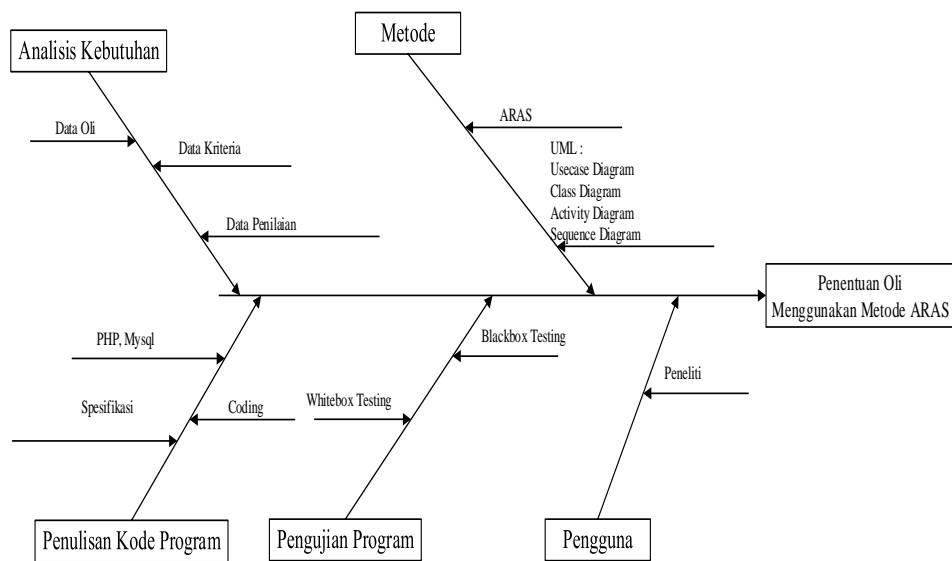 Analisis Kebutuhan
Metode
Data Oli
Data Kriteria
Data Penilaian
ARAS
UML :
Usecase Diagram
Class Diagram
Activity Diagram
Sequence Diagram
Penentuan Oli
Menggunakan Metode ARAS
PHP, Mysql
Spesifikasi
Coding
Blackbox Testing
Whitebox Testing
Peneliti
Penulisan Kode Program
Pengujian Program
Pengguna